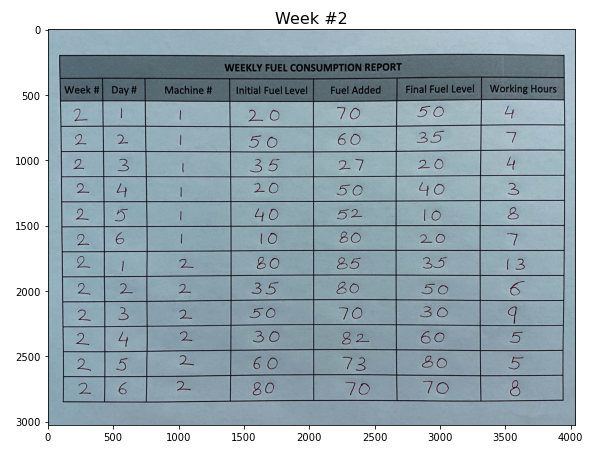 Week #2
WEEKLY FUEL CONSUMPTION REPORT
Week # Day # Machine # Initial Fuel Level Fuel Added Final Fuel Level Working Hours
2 1 1 20 70 50 4
2 2 1 50 60 35 7
2 3 1 35 27 20 4
2 4 1 20 50 40 3
2 5 1 40 52 10 8
2 6 1 10 80 20 7
2 1 2 80 85 35 13
2 2 2 35 80 50 6
2 3 2 50 70 30 9
2 4 2 30 82 60 5
2 5 2 60 73 80 5
2 6 2 80 70 70 8
0
500
1000
1500
2000
2500
3000
0 500 1000 1500 2000 2500 3000 3500 4000